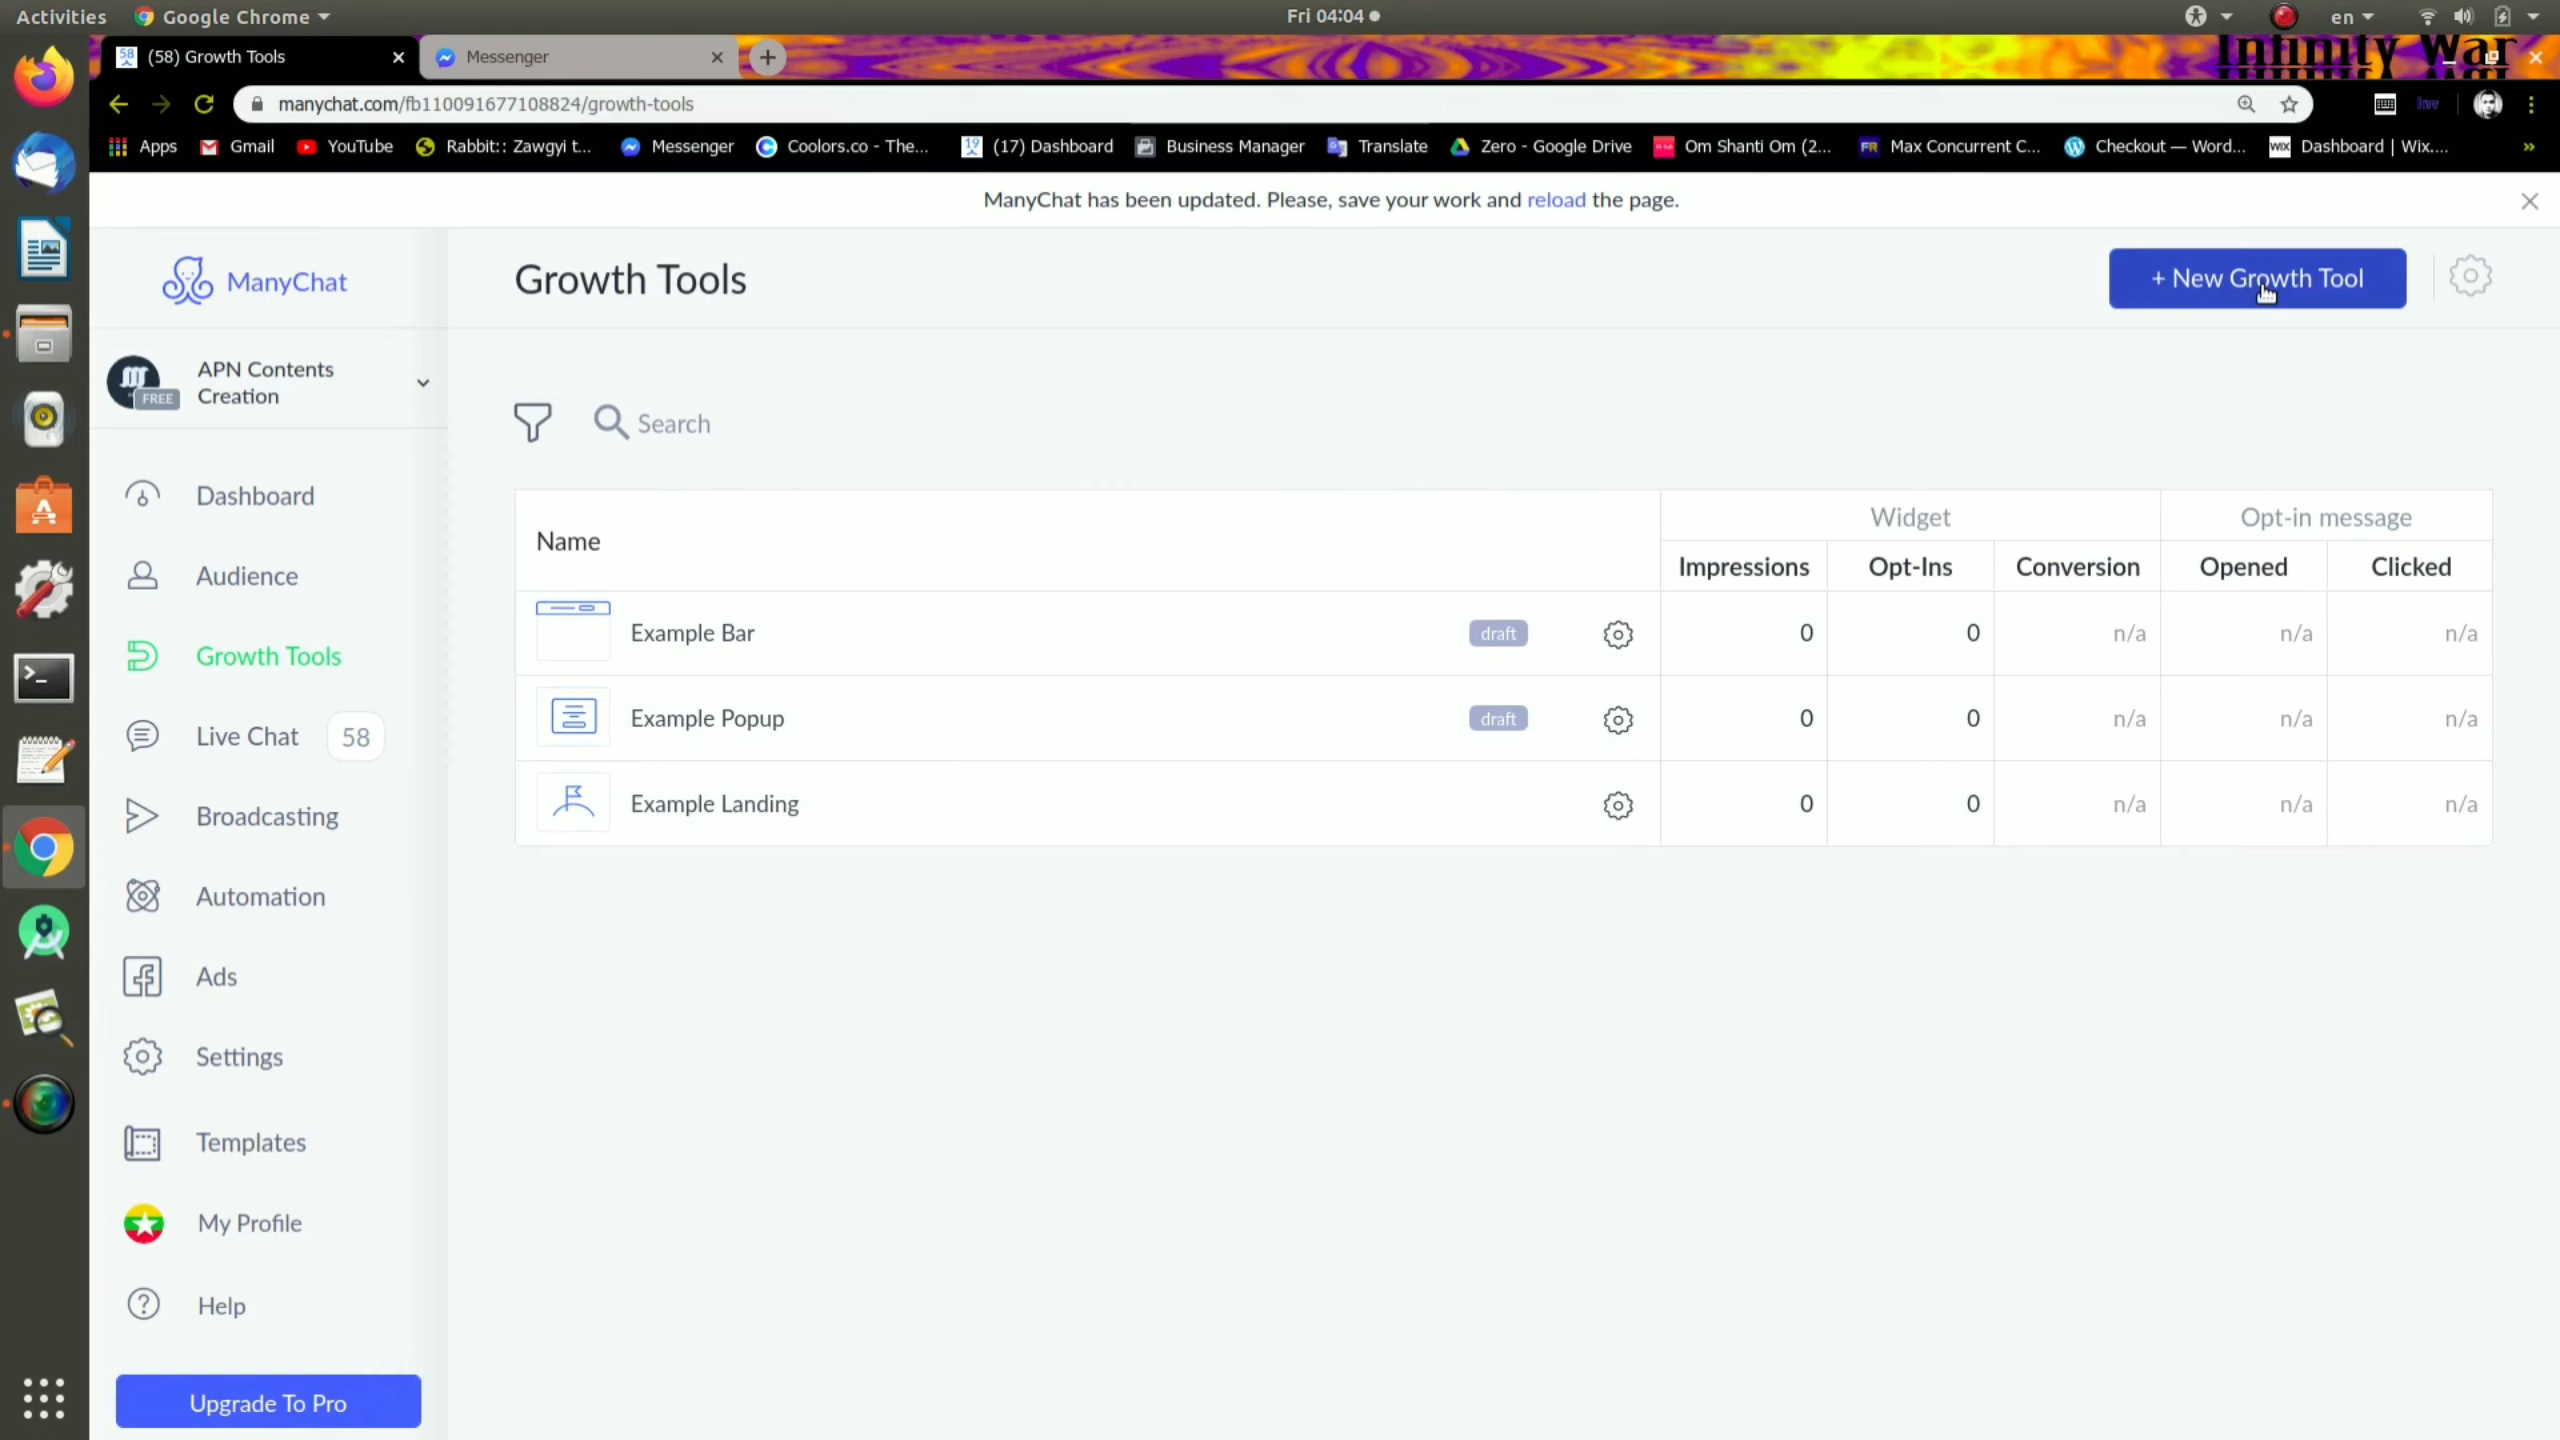 Activities Google Chrome Fri 04:04 en
(58) Growth Tools Messenger Infinity War
manychat.com/fb110091677108824/growth-tools Inv
Apps Gmail YouTube Rabbit:: Zawgyi t... Messenger Coolors.co - The... (17) Dashboard Business Manager Translate Zero - Google Drive Om Shanti Om (2... FR Max Concurrent C... Checkout — Word... WIX Dashboard | Wix.... »
ManyChat has been updated. Please, save your work and reload the page.
ManyChat
Growth Tools
+ New Growth Tool
APN Contents
Creation
FREE
Search
Dashboard
Audience
Growth Tools
Live Chat 58
Broadcasting
Automation
Ads
Settings
Templates
My Profile
Help
Upgrade To Pro
Name Widget Opt-in message
Impressions Opt-Ins Conversion Opened Clicked
Example Bar draft 0 0 n/a n/a n/a
Example Popup draft 0 0 n/a n/a n/a
Example Landing 0 0 n/a n/a n/a